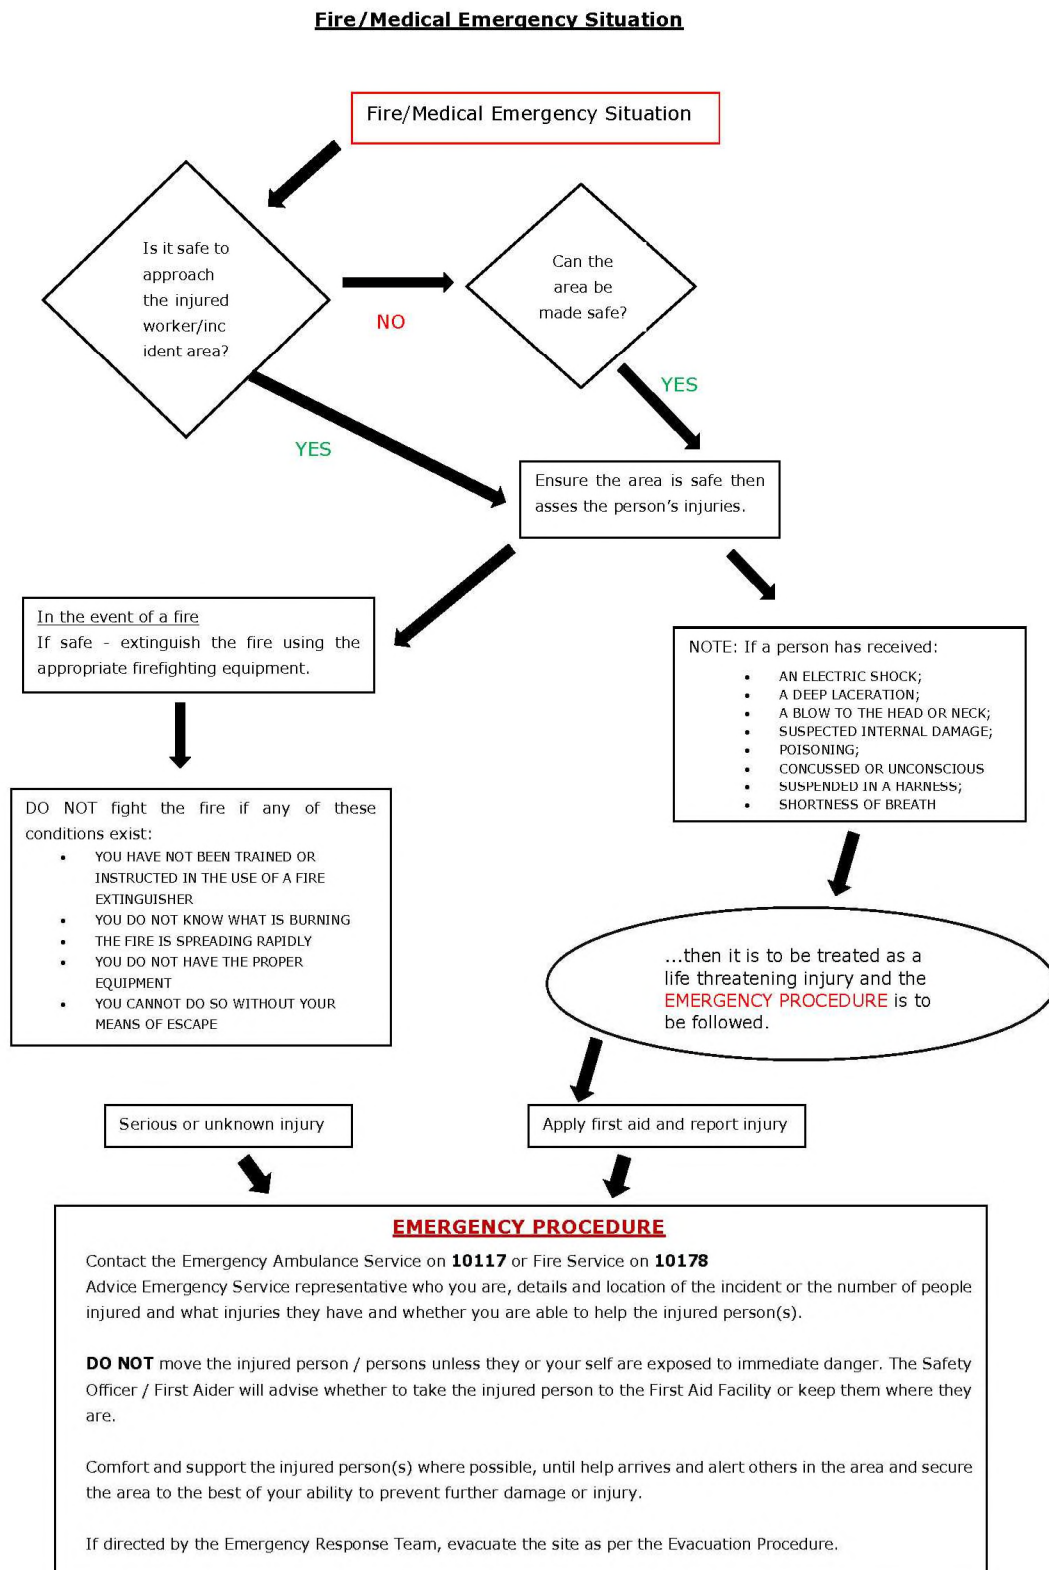 Fire/Medical Emergency Situation
Fire/Medical Emergency Situation
Is it safe to
approach
the injured
worker/inc
ident area?
NO
Can the
area be
made safe?
YES
YES
Ensure the area is safe then
asses the person's injuries.
In the event of a fire
If safe - extinguish the fire using the
appropriate firefighting equipment.
NOTE: If a person has received:
• AN ELECTRIC SHOCK;
• A DEEP LACERATION;
• A BLOW TO THE HEAD OR NECK;
• SUSPECTED INTERNAL DAMAGE;
• POISONING;
• CONCUSSED OR UNCONSCIOUS
• SUSPENDED IN A HARNESS;
• SHORTNESS OF BREATH
DO NOT fight the fire if any of these
conditions exist:
• YOU HAVE NOT BEEN TRAINED OR
INSTRUCTED IN THE USE OF A FIRE
EXTINGUISHER
• YOU DO NOT KNOW WHAT IS BURNING
• THE FIRE IS SPREADING RAPIDLY
• YOU DO NOT HAVE THE PROPER
EQUIPMENT
• YOU CANNOT DO SO WITHOUT YOUR
MEANS OF ESCAPE
...then it is to be treated as a
life threatening injury and the
EMERGENCY PROCEDURE is to
be followed.
Serious or unknown injury
Apply first aid and report injury
EMERGENCY PROCEDURE
Contact the Emergency Ambulance Service on 10117 or Fire Service on 10178
Advice Emergency Service representative who you are, details and location of the incident or the number of people
injured and what injuries they have and whether you are able to help the injured person(s).
DO NOT move the injured person / persons unless they or your self are exposed to immediate danger. The Safety
Officer / First Aider will advise whether to take the injured person to the First Aid Facility or keep them where they
are.
Comfort and support the injured person(s) where possible, until help arrives and alert others in the area and secure
the area to the best of your ability to prevent further damage or injury.
If directed by the Emergency Response Team, evacuate the site as per the Evacuation Procedure.